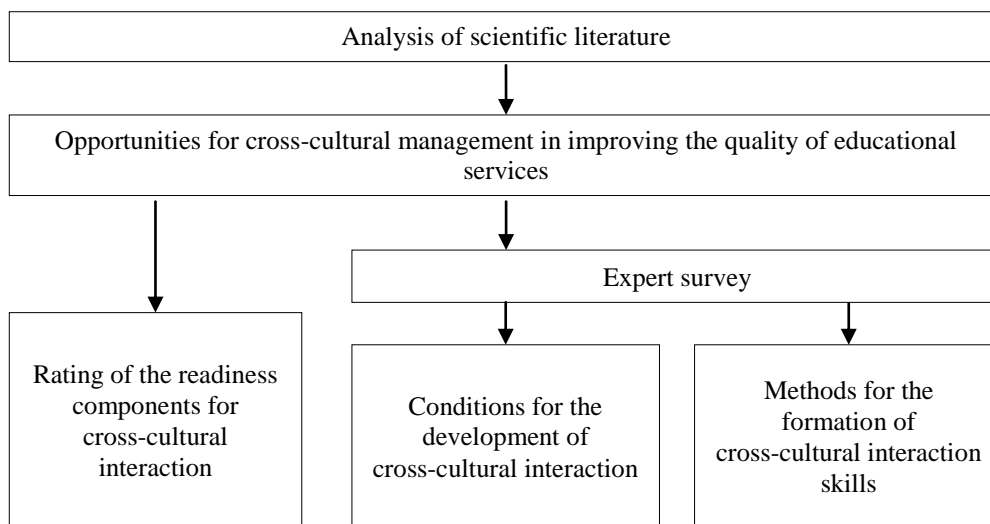 Analysis of scientific literature
Opportunities for cross-cultural management in improving the quality of educational
services
Expert survey
Rating of the readiness
components for
cross-cultural
interaction
Conditions for the
development of
cross-cultural interaction
Methods for the
formation of
cross-cultural interaction
skills